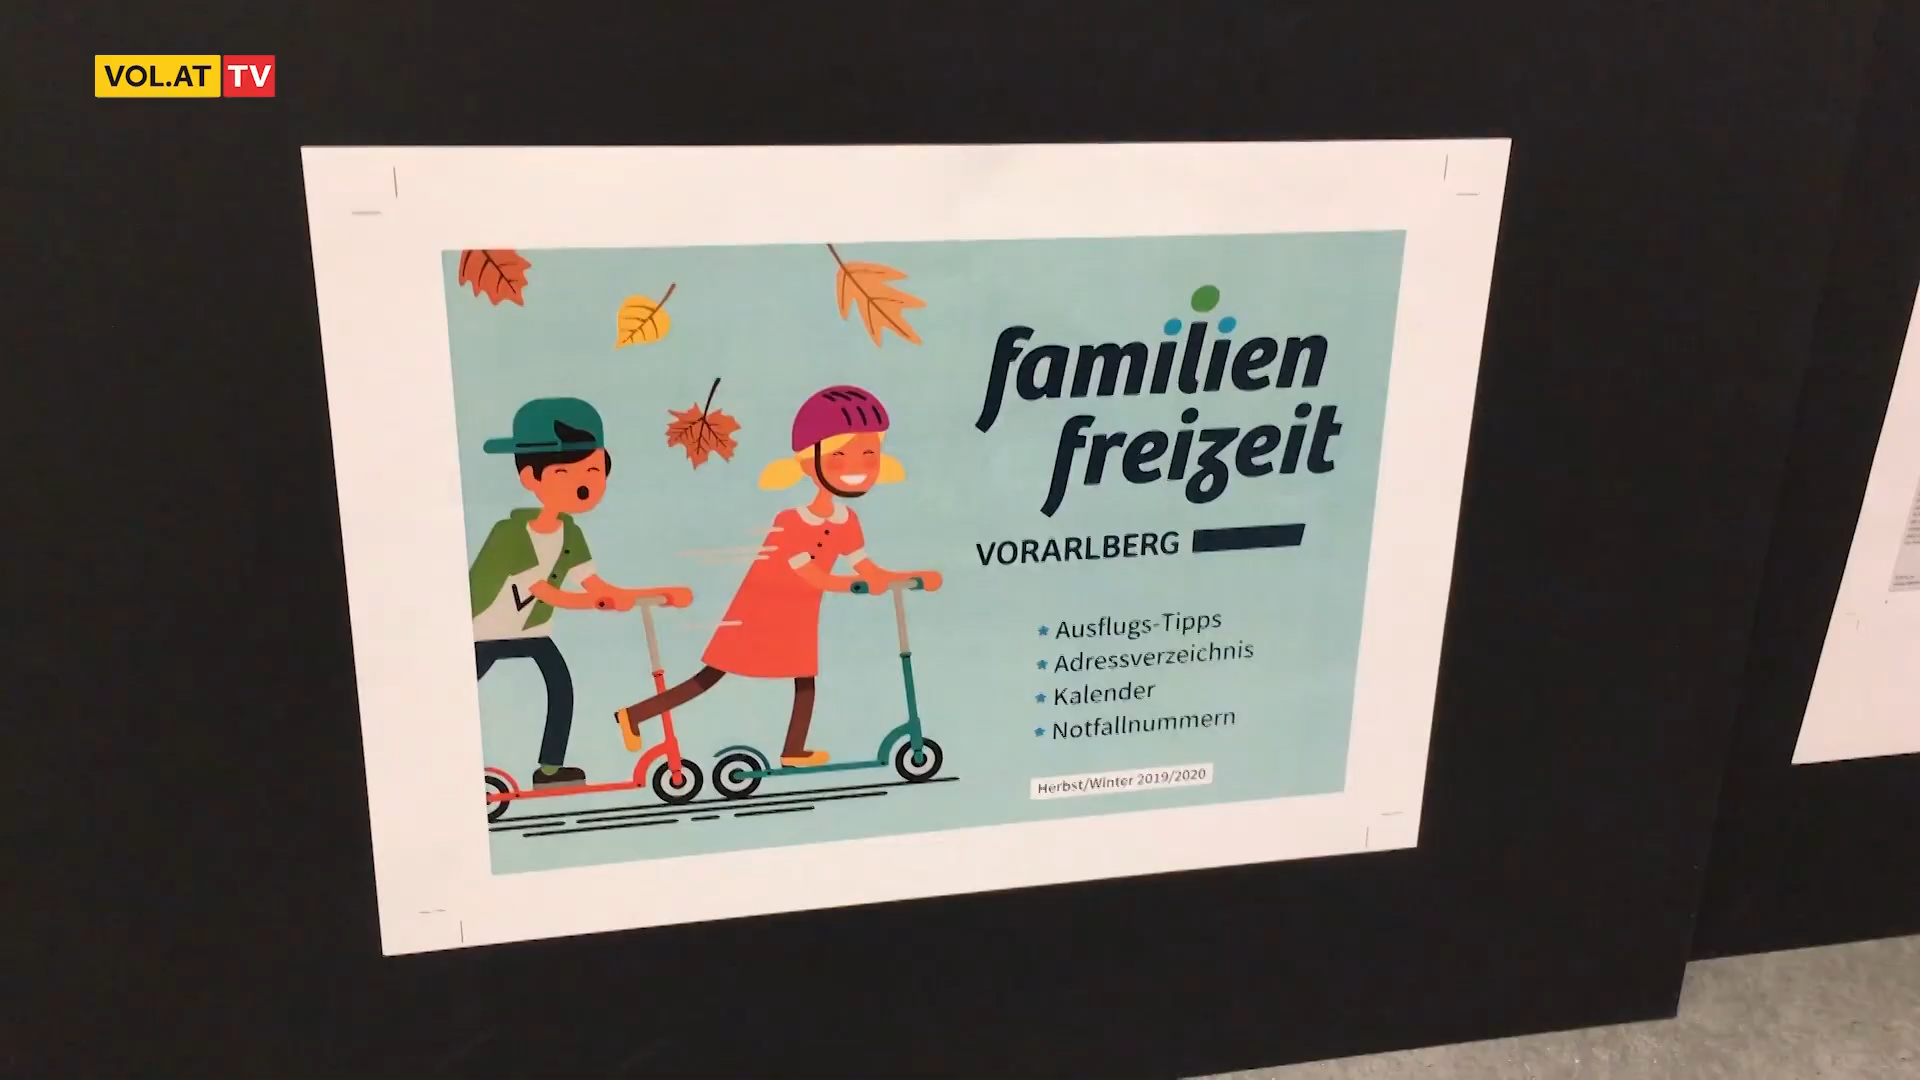 VOL.AT TV
familien
freizeit
VORARLBERG
Ausflugs-Tipps
Adressverzeichnis
Kalender
Notfallnummern
Herbst/Winter 2019/2020